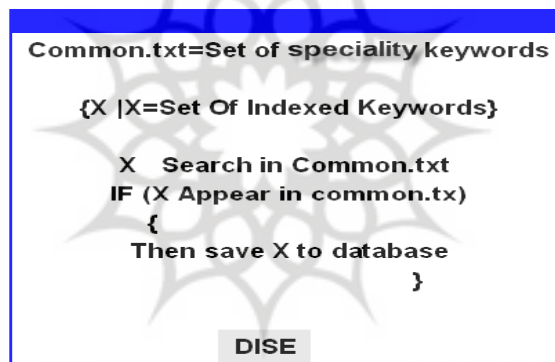 Common.txt=Set of speciality keywords
{X |X=Set Of Indexed Keywords}
X Search in Common.txt
IF (X Appear in common.tx)
{
Then save X to database
}
DISE